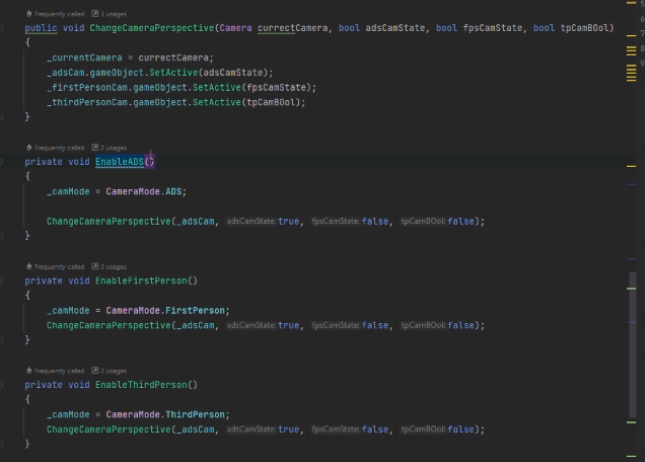 Frequently called 3 usages
public void ChangeCameraPerspective(Camera currectCamera, bool adsCamState, bool fpsCamState, bool tpCamBOol)
{
_currentCamera = currectCamera;
_adsCam.gameObject.SetActive(adsCamState);
_firstPersonCam.gameObject.SetActive(fpsCamState);
_thirdPersonCam.gameObject.SetActive(tpCamBOol);
}
Frequently called 2 usages
private void EnableADS()
{
_camMode = CameraMode.ADS;
ChangeCameraPerspective(_adsCam, adsCamState: true, fpsCamState: false, tpCamBOol: false);
}
Frequently called 3 usages
private void EnableFirstPerson()
{
_camMode = CameraMode.FirstPerson;
ChangeCameraPerspective(_adsCam, adsCamState: true, fpsCamState: false, tpCamBOol: false);
}
Frequently called 2 usages
private void EnableThirdPerson()
{
_camMode = CameraMode.ThirdPerson;
ChangeCameraPerspective(_adsCam, adsCamState: true, fpsCamState: false, tpCamBOol: false);
}